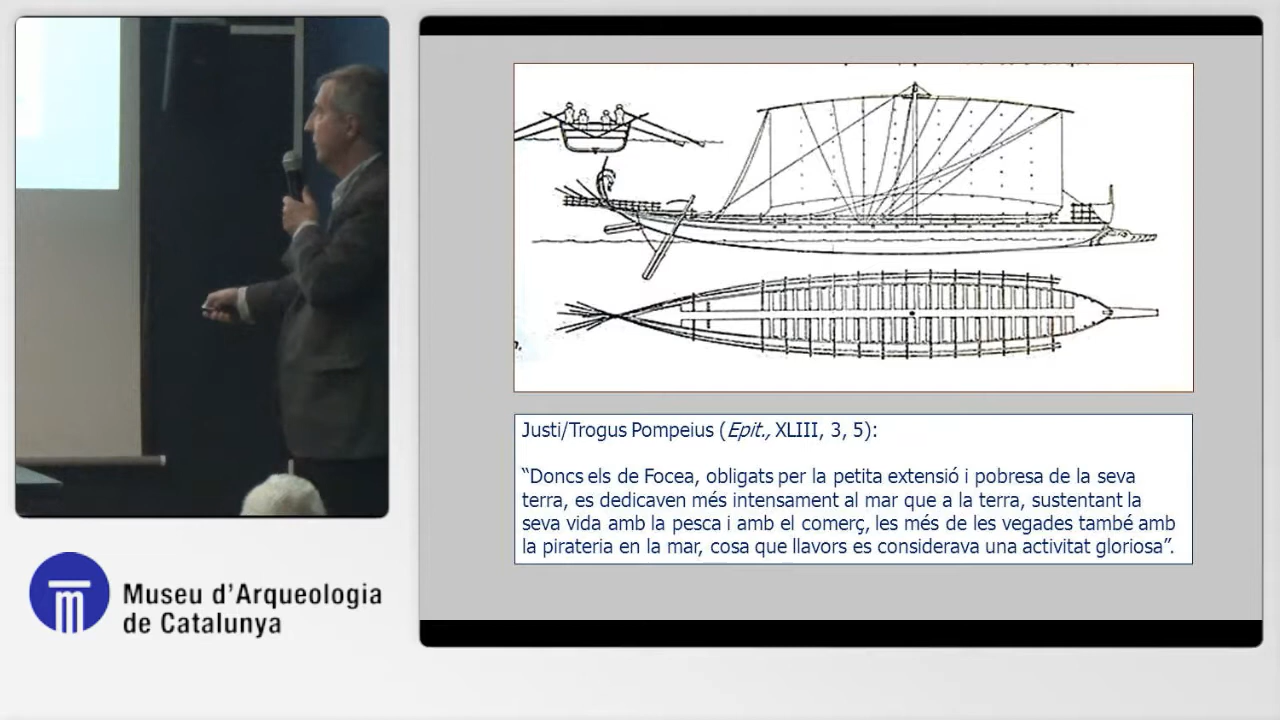 Justi/Trogus Pompeius (Epit., XLIII, 3, 5):
“Doncs els de Focea, obligats per la petita extensió i pobresa de la seva
terra, es dedicaven més intensament al mar que a la terra, sustentant la
seva vida amb la pesca i amb el comerç, les més de les vegades també amb
la pirateria en la mar, cosa que llavors es considerava una activitat gloriosa”.
Museu d’Arqueologia
de Catalunya